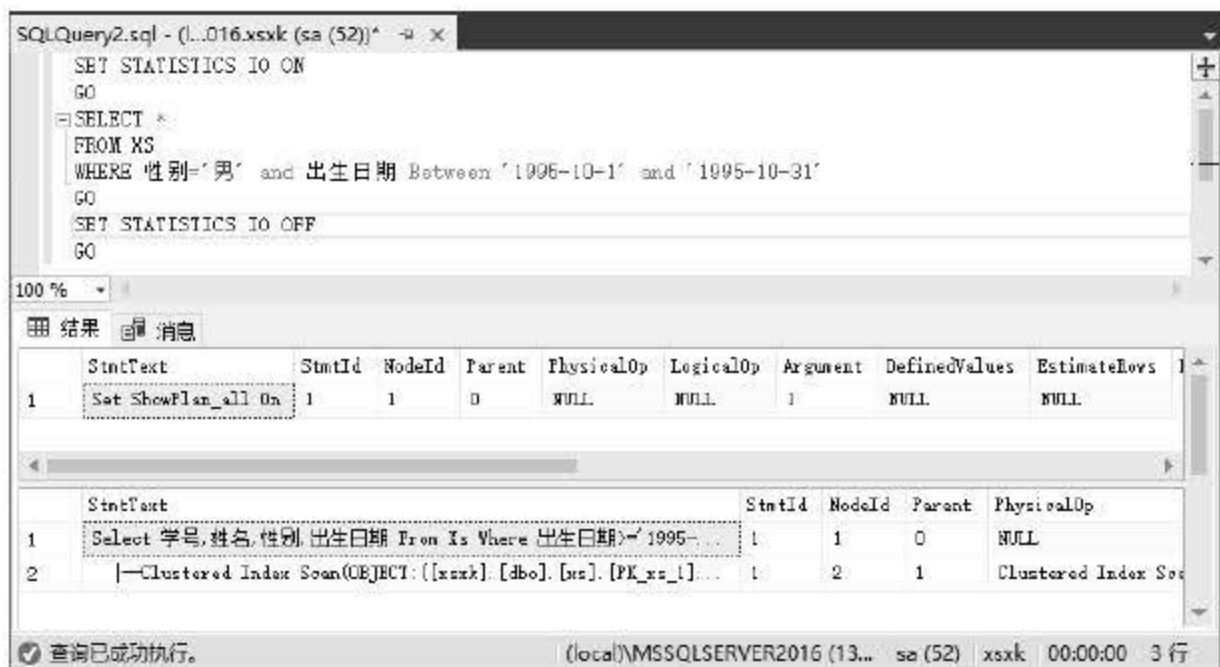 SQLQuery2.sql - (l...016.xsxk (sa (52))* ×
SET STATISTICS IO ON
GO
SELECT *
FROM XS
WHERE 性别='男' and 出生日期 Between '1995-10-1' and '1995-10-31'
GO
SET STATISTICS IO OFF
GO
100 %
结果 消息
StmtText StmtId NodeId Parent PhysicalOp LogicalOp Argument DefinedValues EstimateRows
1 Set ShowPlan_all On 1 1 0 NULL NULL 1 NULL NULL
StmtText StmtId NodeId Parent PhysicalOp
1 Select 学号,姓名,性别,出生日期 From Xs Where 出生日期>='1995-... 1 1 0 NULL
2 |--Clustered Index Scan(OBJECT:([xsxk].[dbo].[xs].[PK_xs_1]... 1 2 1 Clustered Index Sca
查询已成功执行。 (local)\MSSQLSERVER2016 (13... sa (52) xsxk 00:00:00 3 行